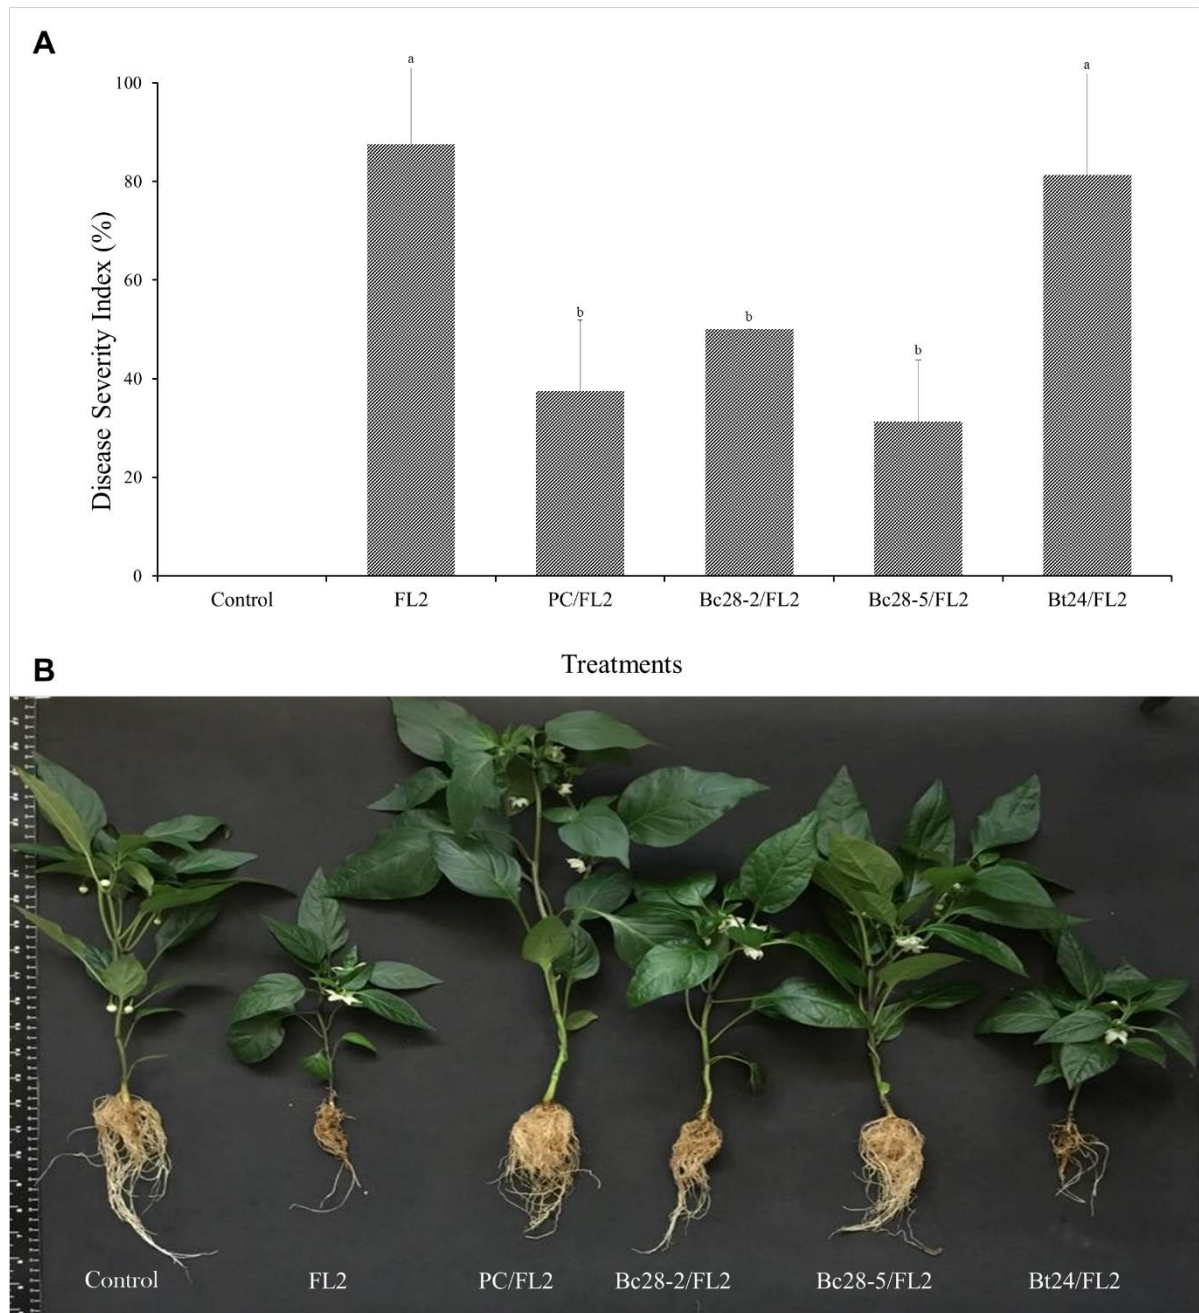 A
a
a
100
80
60
b
b
b
40
20
0
Disease Severity Index (%)
Control FL2 PC/FL2 Bc28-2/FL2 Bc28-5/FL2 Bt24/FL2
Treatments
B
Control FL2 PC/FL2 Bc28-2/FL2 Bc28-5/FL2 Bt24/FL2